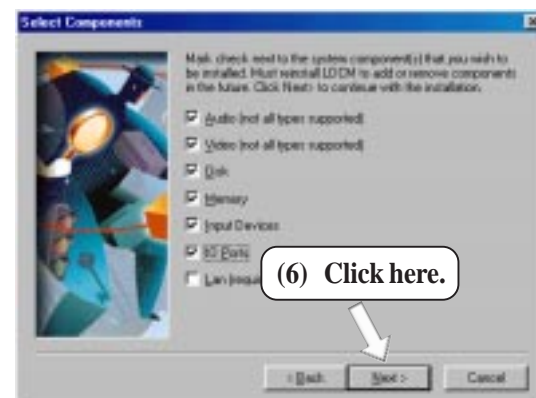 Select Components
Mark check next to the system component(s) that you wish to
be installed. Must reinstall LDCM to add or remove components
in the future. Click Next> to continue with the installation.
Audio (not all types supported)
Video (not all types supported)
Disk
Memory
Input Devices
IO Ports
Lan
(6) Click here.
< Back
Next >
Cancel